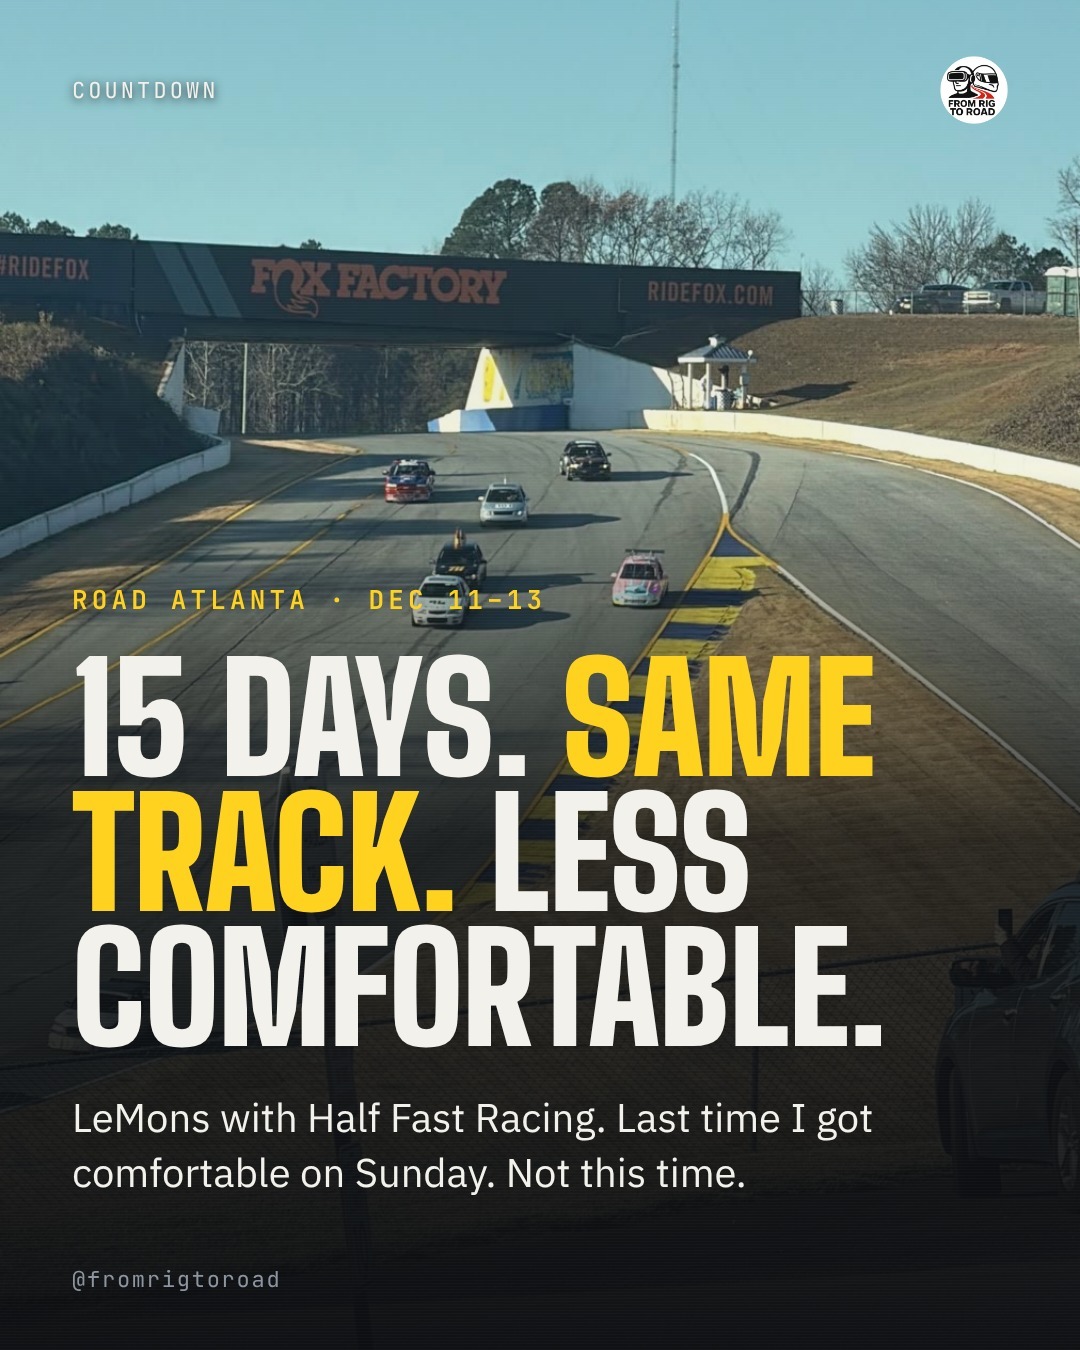 COUNTDOWN
FROM RIG
TO ROAD
#RIDEFOX
FOX FACTORY
RIDEFOX.COM
ROAD ATLANTA · DEC 11–13
15 DAYS. SAME
TRACK. LESS
COMFORTABLE.
LeMons with Half Fast Racing. Last time I got
comfortable on Sunday. Not this time.
@fromrigtoroad